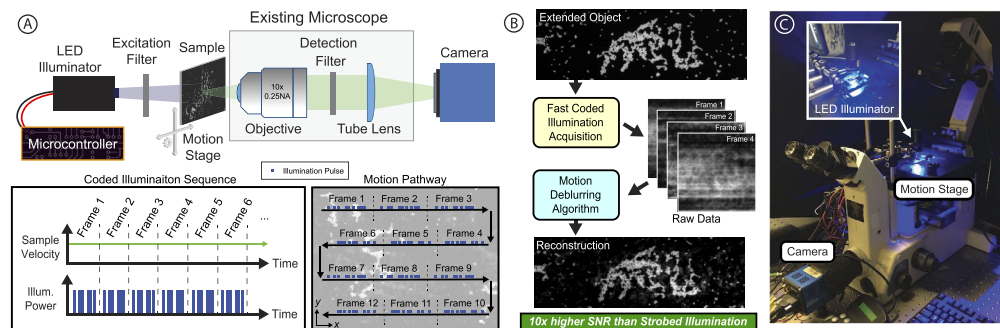 A
Existing Microscope
LED
Illuminator
Excitation
Filter
Sample
Detection
Filter
Camera
10x
0.25NA
Microcontroller
Motion
Stage
Objective
Tube Lens
Illumination Pulse
Coded Illuminaiton Sequence
Frame 1
Frame 2
Frame 3
Frame 4
Frame 5
Frame 6
...
Sample
Velocity
Time
Illum.
Power
Time
Motion Pathway
Frame 1 Frame 2 Frame 3
Frame 6 Frame 5 Frame 4
Frame 7 Frame 8 Frame 9
Frame 12 Frame 11 Frame 10
y
x
B
Extended Object
Fast Coded
Illumination
Acquisition
Frame 1
Frame 2
Frame 3
Frame 4
Motion
Deblurring
Algorithm
Raw Data
Reconstruction
10x higher SNR than Strobed Illumination
C
LED Illuminator
Motion Stage
Camera